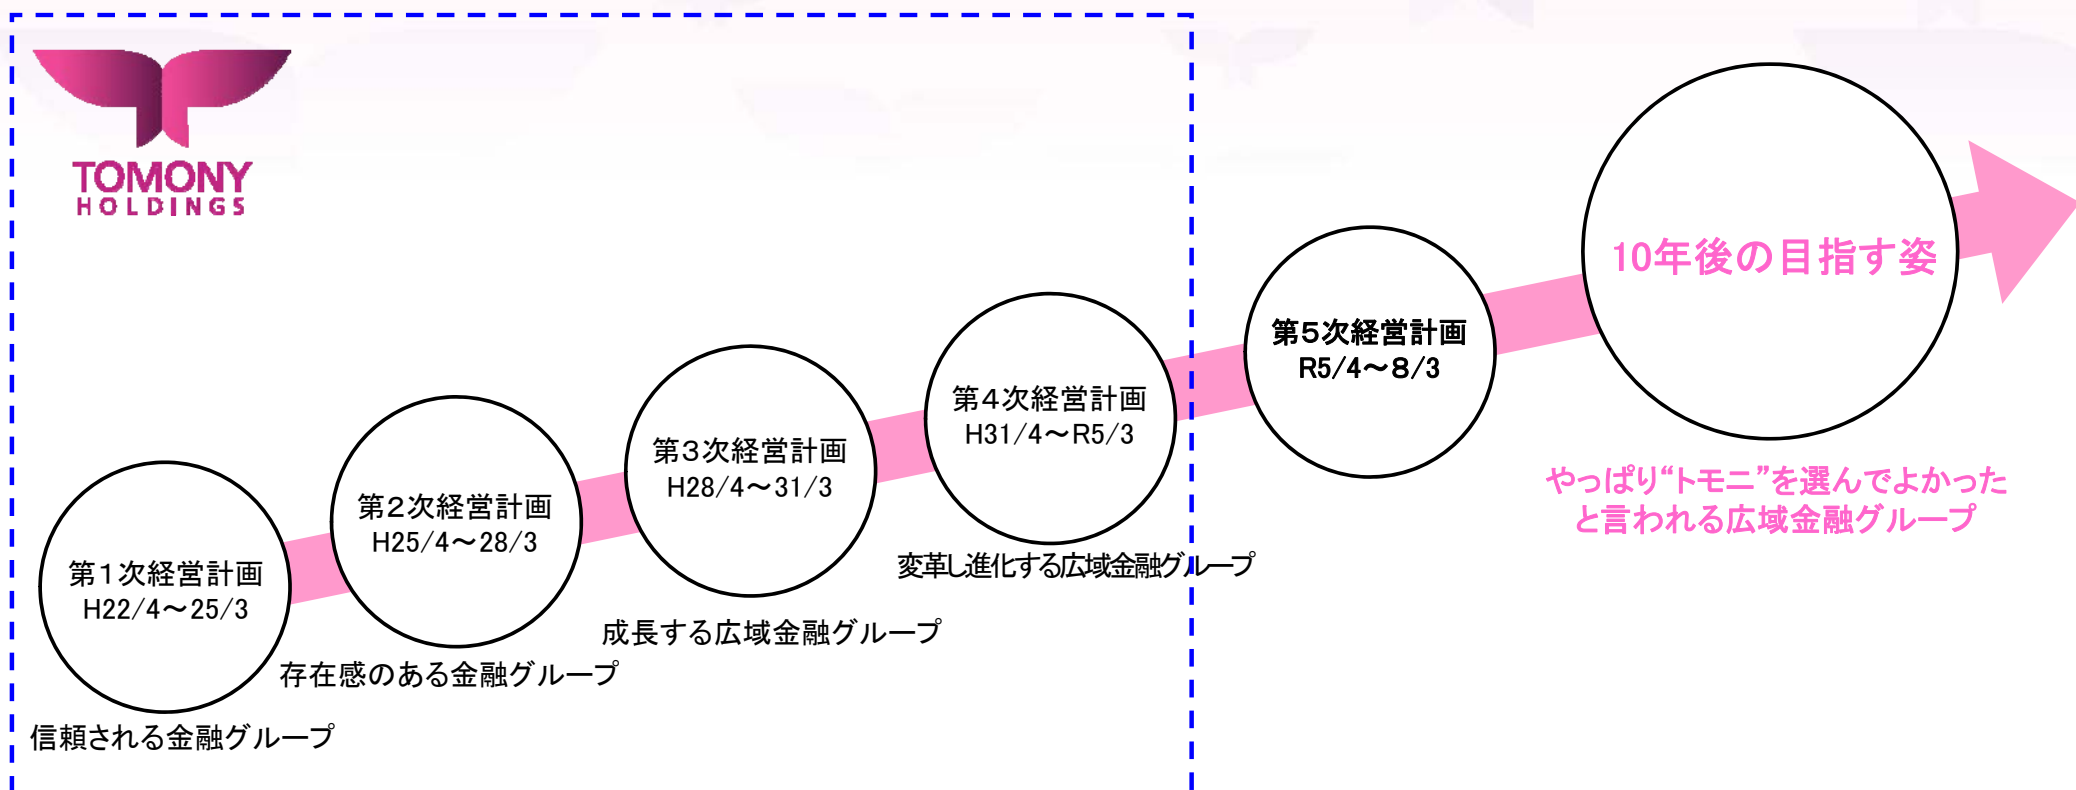 TOMONY
HOLDINGS
第1次経営計画
H22/4～25/3
信頼される金融グループ
第2次経営計画
H25/4～28/3
存在感のある金融グループ
第3次経営計画
H28/4～31/3
成長する広域金融グループ
第4次経営計画
H31/4～R5/3
変革し進化する広域金融グループ
第5次経営計画
R5/4～8/3
10年後の目指す姿
やっぱり“トモニ”を選んでよかった
と言われる広域金融グループ